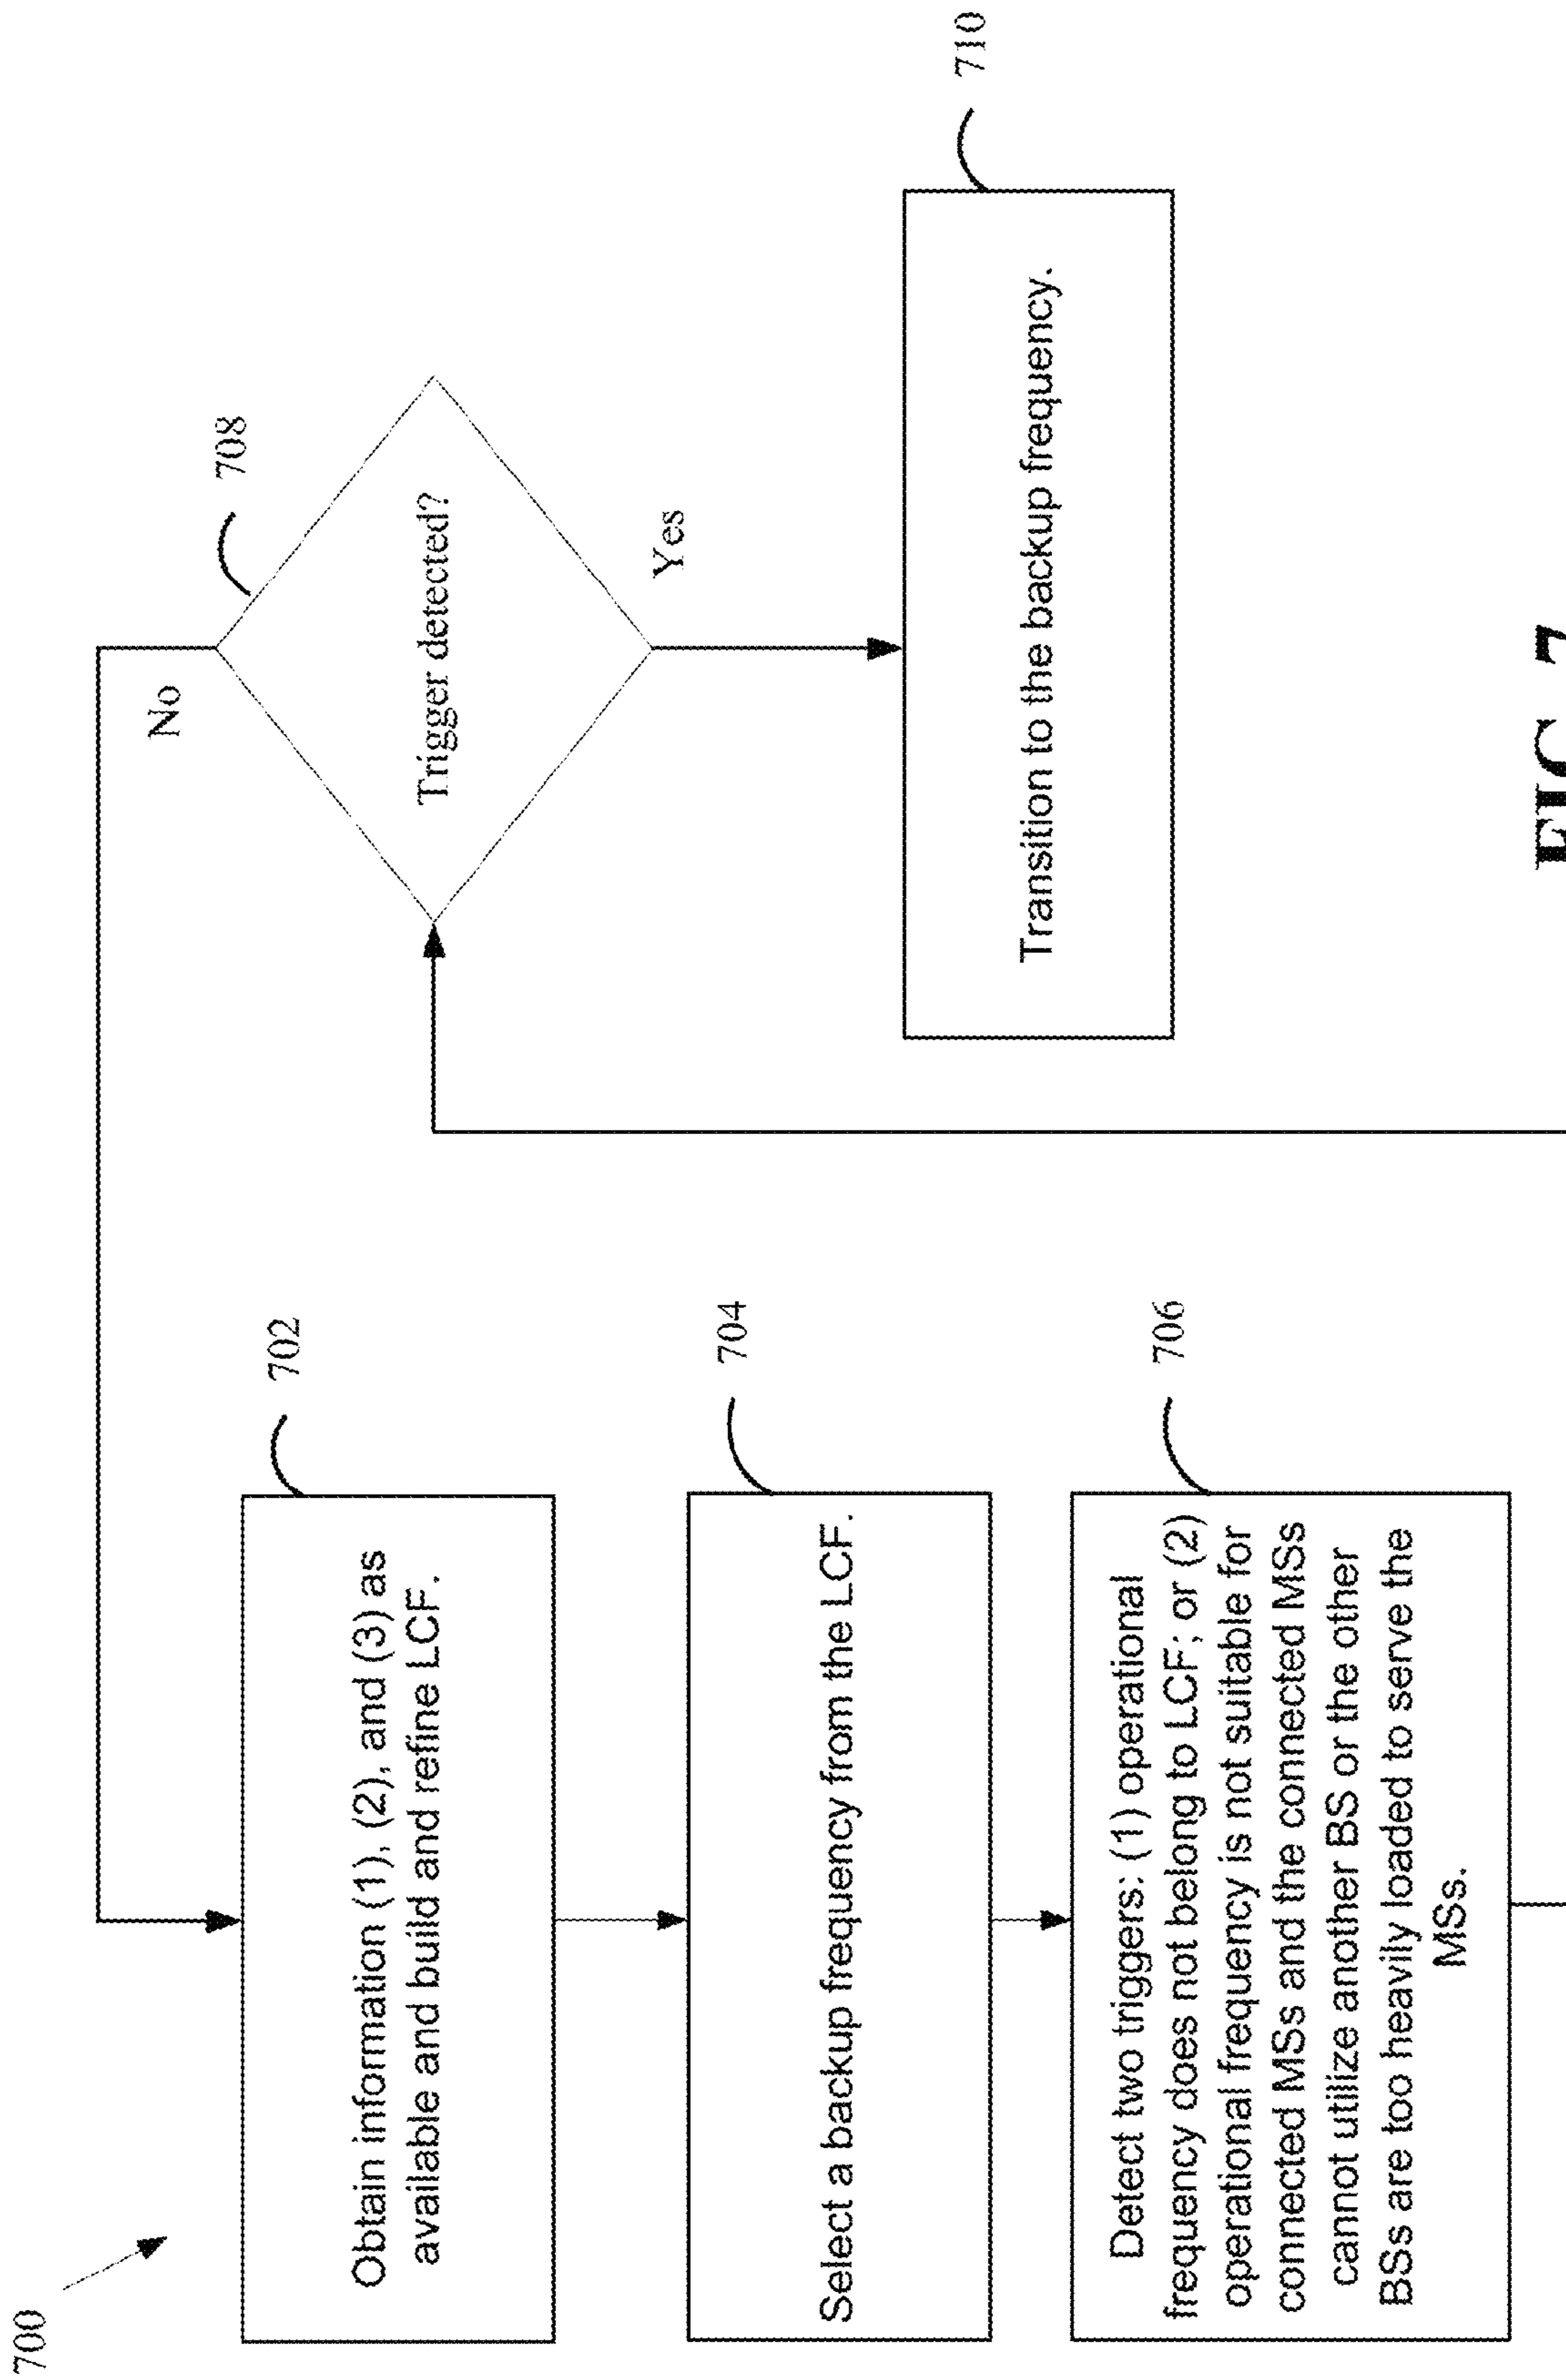 700
702
Obtain information (1), (2), and (3) as
available and build and refine LCF.
704
Select a backup frequency from the LCF.
706
Detect two triggers: (1) operational
frequency does not belong to LCF; or (2)
operational frequency is not suitable for
connected MSs and the connected MSs
cannot utilize another BS or the other
BSs are too heavily loaded to serve the
MSs.
No
708
Trigger detected?
Yes
710
Transition to the backup frequency.
FIG. 7